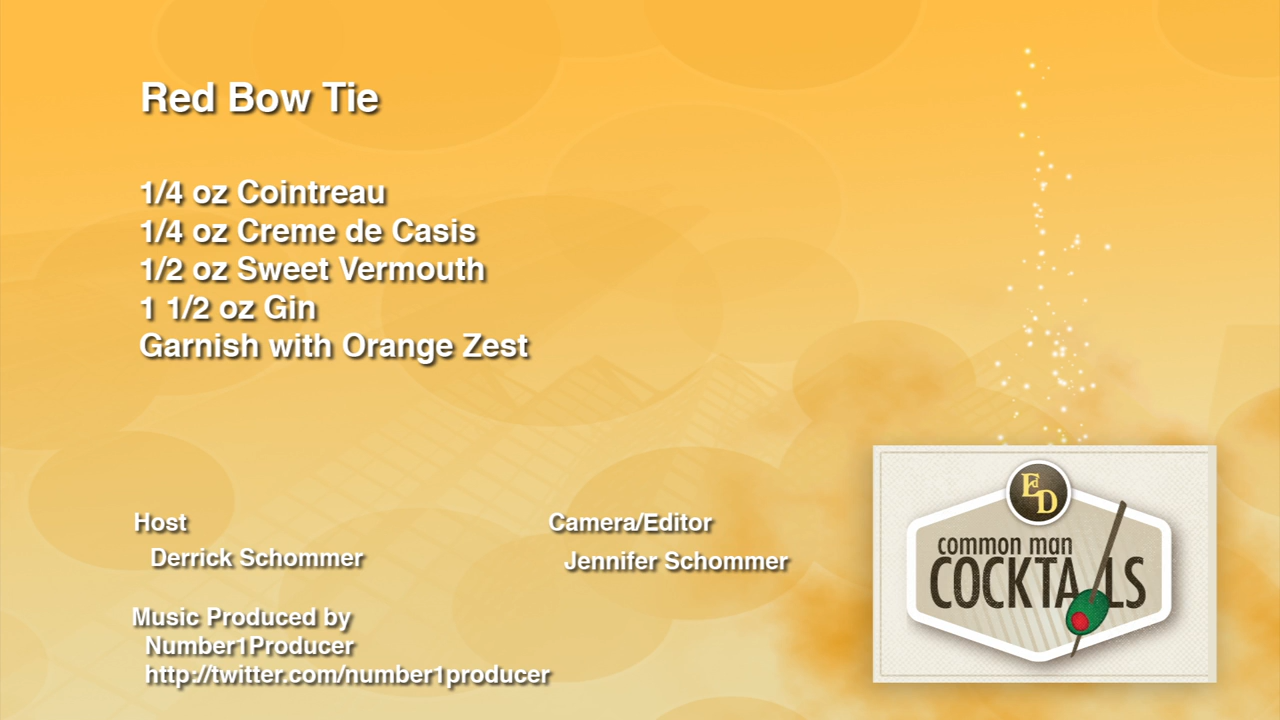 Red Bow Tie
1/4 oz Cointreau
1/4 oz Creme de Casis
1/2 oz Sweet Vermouth
1 1/2 oz Gin
Garnish with Orange Zest
Host
Derrick Schommer
Camera/Editor
Jennifer Schommer
Music Produced by
Number1Producer
http://twitter.com/number1producer
Ed D
common man
COCKTAILS